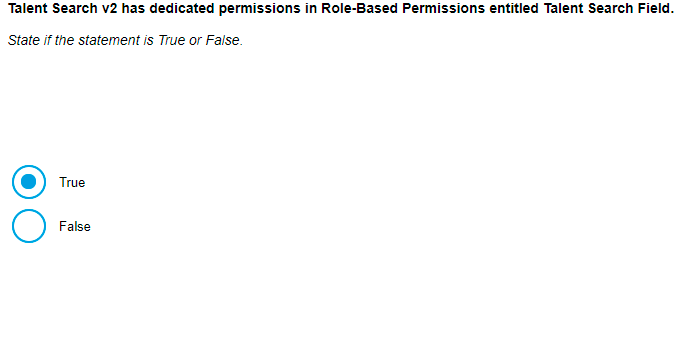 Talent Search v2 has dedicated permissions in Role-Based Permissions entitled Talent Search Field.
State if the statement is True or False.
True
False